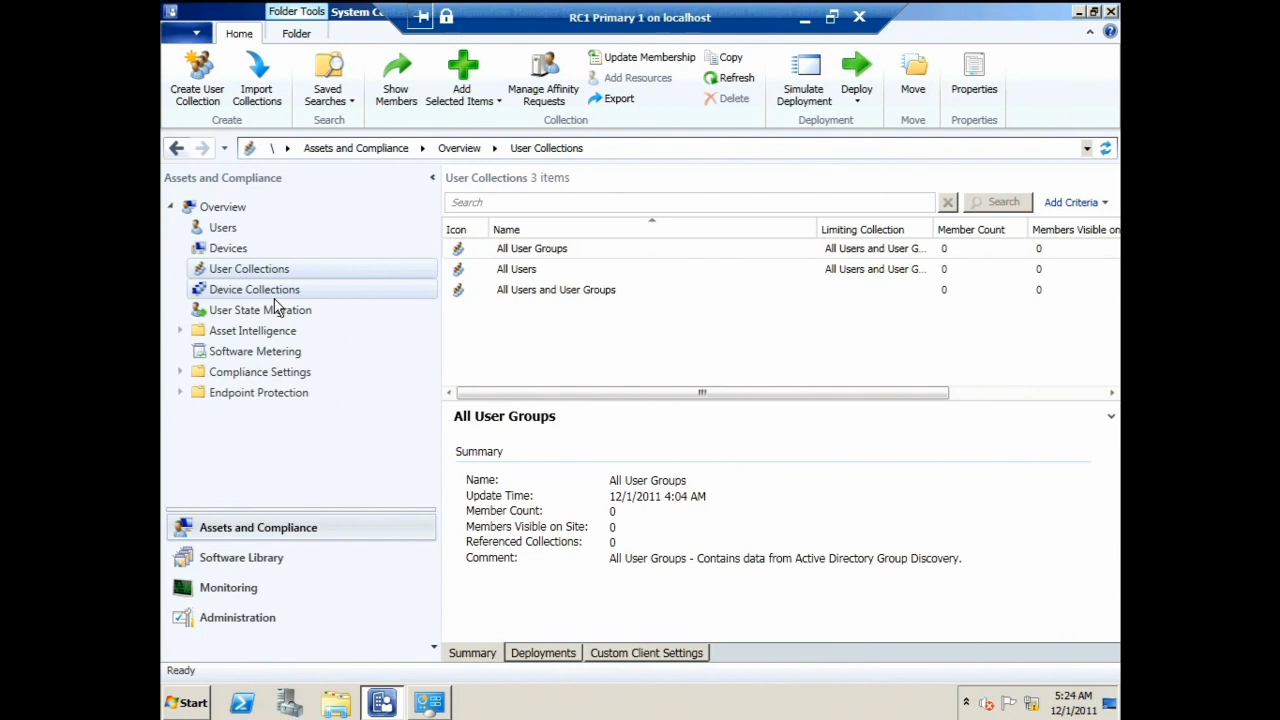 Folder Tools
System Ce
RC1 Primary 1 on localhost
Home
Folder
Create User
Collection
Import
Collections
Saved
Searches
Show
Members
Add
Selected Items
Manage Affinity
Requests
Update Membership
Add Resources
Export
Copy
Refresh
Delete
Simulate
Deployment
Deploy
Move
Properties
Create
Search
Collection
Deployment
Move
Properties
\ Assets and Compliance Overview User Collections
Assets and Compliance
Overview
Users
Devices
User Collections
Device Collections
User State Migration
Asset Intelligence
Software Metering
Compliance Settings
Endpoint Protection
Assets and Compliance
Software Library
Monitoring
Administration
User Collections 3 items
Search
Search
Add Criteria
Icon Name Limiting Collection Member Count Members Visible on
All User Groups All Users and User G... 0 0
All Users All Users and User G... 0 0
All Users and User Groups 0 0
All User Groups
Summary
Name: All User Groups
Update Time: 12/1/2011 4:04 AM
Member Count: 0
Members Visible on Site: 0
Referenced Collections: 0
Comment: All User Groups - Contains data from Active Directory Group Discovery.
Summary Deployments Custom Client Settings
Ready
Start
5:24 AM
12/1/2011